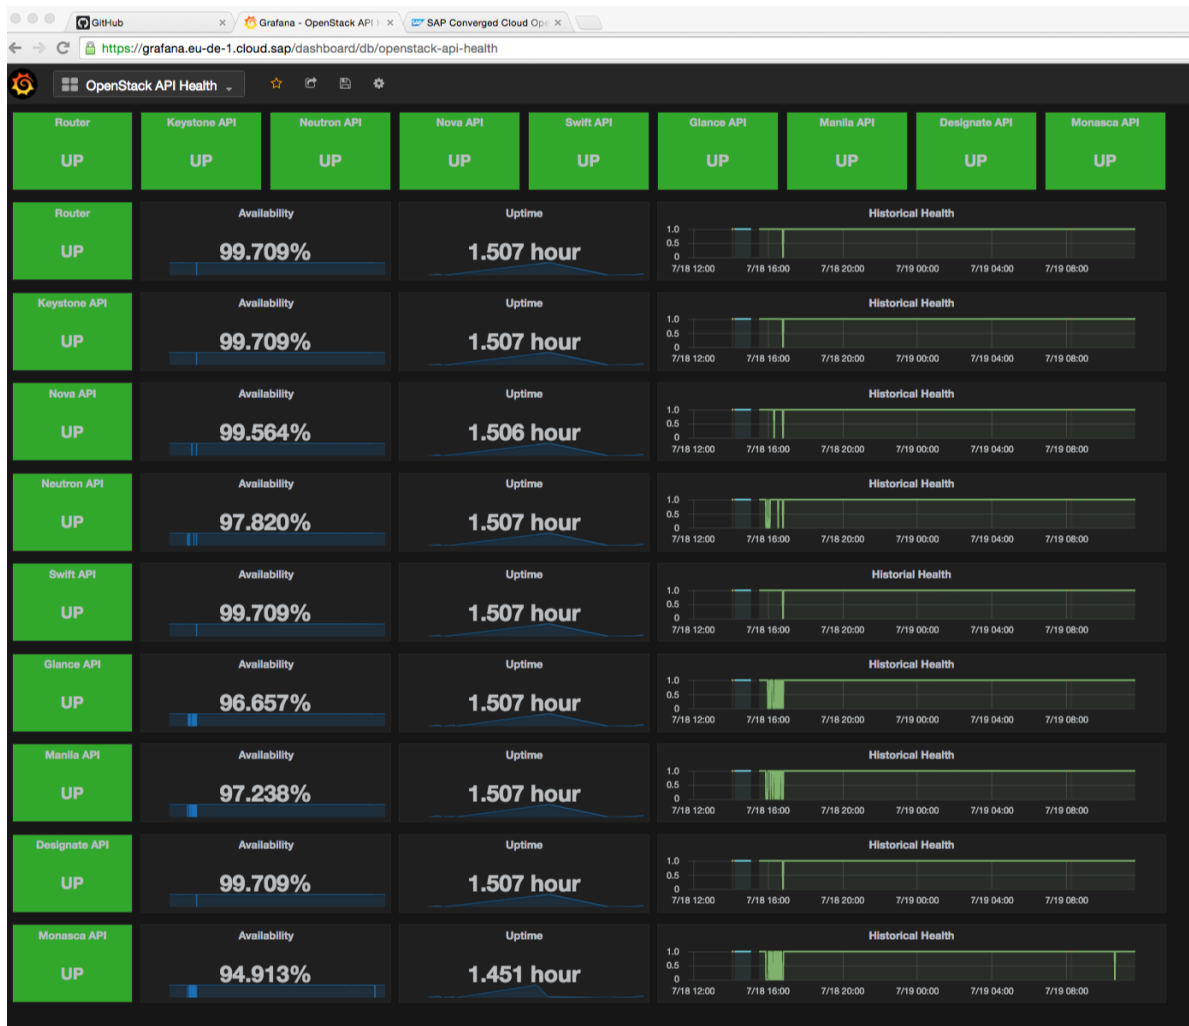 GitHub × Grafana - OpenStack API H × SAP Converged Cloud Ope ×
https://grafana.eu-de-1.cloud.sap/dashboard/db/openstack-api-health
OpenStack API Health
Router Keystone API Neutron API Nova API Swift API Glance API Manila API Designate API Monasca API
UP UP UP UP UP UP UP UP UP
Router Availability Uptime Historical Health
UP 99.709% 1.507 hour
1.0
0.5
0
7/18 12:00 7/18 16:00 7/18 20:00 7/19 00:00 7/19 04:00 7/19 08:00
Keystone API Availability Uptime Historical Health
UP 99.709% 1.507 hour
1.0
0.5
0
7/18 12:00 7/18 16:00 7/18 20:00 7/19 00:00 7/19 04:00 7/19 08:00
Nova API Availability Uptime Historical Health
UP 99.564% 1.506 hour
1.0
0.5
0
7/18 12:00 7/18 16:00 7/18 20:00 7/19 00:00 7/19 04:00 7/19 08:00
Neutron API Availability Uptime Historical Health
UP 97.820% 1.507 hour
1.0
0.5
0
7/18 12:00 7/18 16:00 7/18 20:00 7/19 00:00 7/19 04:00 7/19 08:00
Swift API Availability Uptime Historial Health
UP 99.709% 1.507 hour
1.0
0.5
0
7/18 12:00 7/18 16:00 7/18 20:00 7/19 00:00 7/19 04:00 7/19 08:00
Glance API Availability Uptime Historical Health
UP 96.657% 1.507 hour
1.0
0.5
0
7/18 12:00 7/18 16:00 7/18 20:00 7/19 00:00 7/19 04:00 7/19 08:00
Manila API Availability Uptime Historical Health
UP 97.238% 1.507 hour
1.0
0.5
0
7/18 12:00 7/18 16:00 7/18 20:00 7/19 00:00 7/19 04:00 7/19 08:00
Designate API Availability Uptime Historical Health
UP 99.709% 1.507 hour
1.0
0.5
0
7/18 12:00 7/18 16:00 7/18 20:00 7/19 00:00 7/19 04:00 7/19 08:00
Monasca API Availability Uptime Historical Health
UP 94.913% 1.451 hour
1.0
0.5
0
7/18 12:00 7/18 16:00 7/18 20:00 7/19 00:00 7/19 04:00 7/19 08:00